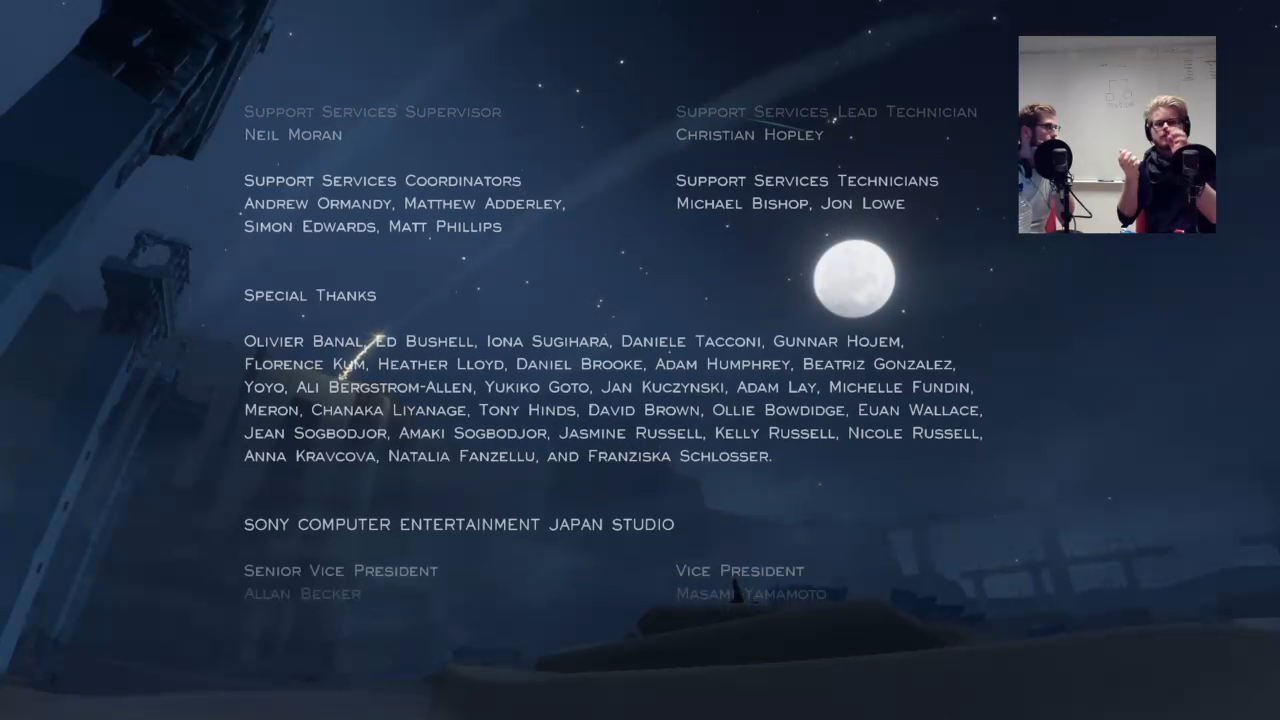 Support Services Supervisor
Neil Moran
Support Services Lead Technician
Christian Hopley
Support Services Coordinators
Andrew Ormandy, Matthew Adderley,
Simon Edwards, Matt Phillips
Support Services Technicians
Michael Bishop, Jon Lowe
Special Thanks
Olivier Banal, Ed Bushell, Iona Sugihara, Daniele Tacconi, Gunnar Hojem,
Florence Kum, Heather Lloyd, Daniel Brooke, Adam Humphrey, Beatriz Gonzalez,
Yoyo, Ali Bergstrom-Allen, Yukiko Goto, Jan Kuczynski, Adam Lay, Michelle Fundin,
Meron, Chanaka Liyanage, Tony Hinds, David Brown, Ollie Bowdidge, Euan Wallace,
Jean Sogbodjor, Amaki Sogbodjor, Jasmine Russell, Kelly Russell, Nicole Russell,
Anna Kravcova, Natalia Fanzellu, and Franziska Schlosser.
SONY COMPUTER ENTERTAINMENT JAPAN STUDIO
Senior Vice President
Allan Becker
Vice President
Masami Yamamoto